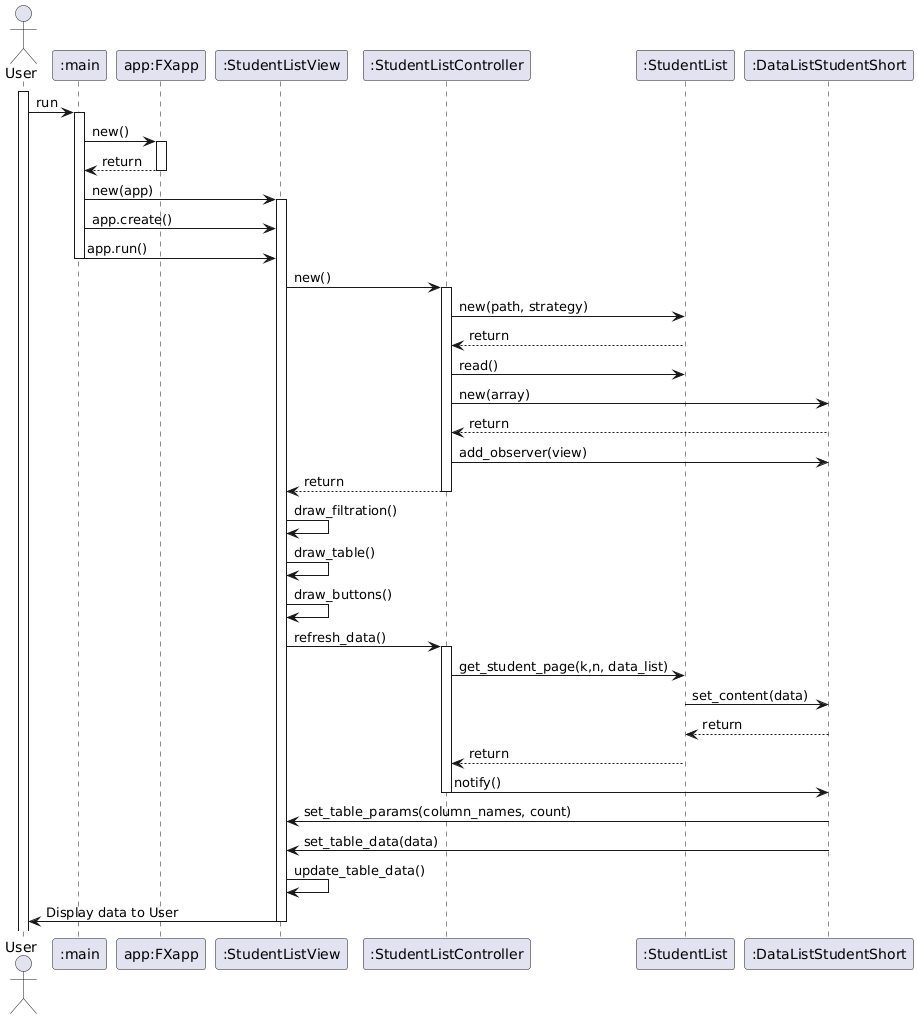 User
:main
app:FXapp
:StudentListView
:StudentListController
:StudentList
:DataListStudentShort
run
new()
return
new(app)
app.create()
app.run()
new()
new(path, strategy)
return
read()
new(array)
return
add_observer(view)
return
draw_filtration()
draw_table()
draw_buttons()
refresh_data()
get_student_page(k,n, data_list)
set_content(data)
return
return
notify()
set_table_params(column_names, count)
set_table_data(data)
update_table_data()
Display data to User
User
:main
app:FXapp
:StudentListView
:StudentListController
:StudentList
:DataListStudentShort